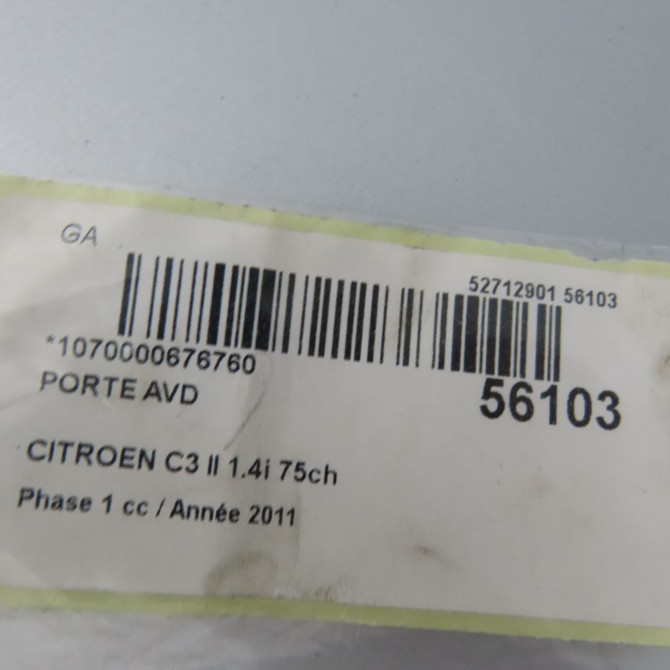 GA
52712901 56103
*1070000676760
PORTE AVD
56103
CITROEN C3 II 1.4i 75ch
Phase 1 cc / Année 2011